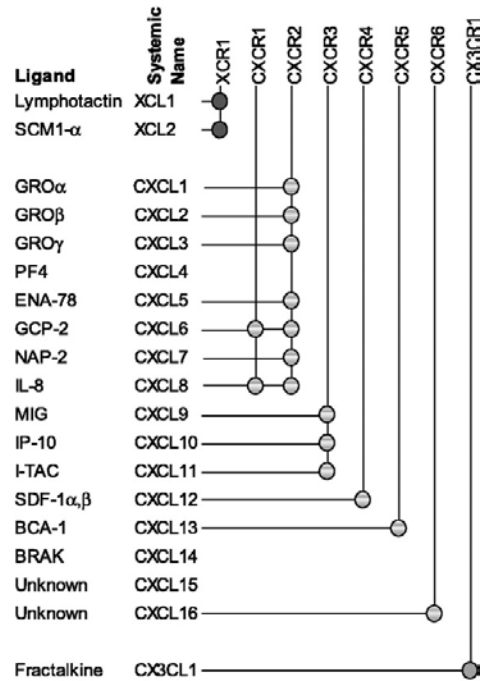 Ligand Systemic Name XCR1 CXCR1 CXCR2 CXCR3 CXCR4 CXCR5 CXCR6 CX3CR1
Lymphotactin XCL1
SCM1-α XCL2
GROα CXCL1
GROβ CXCL2
GROγ CXCL3
PF4 CXCL4
ENA-78 CXCL5
GCP-2 CXCL6
NAP-2 CXCL7
IL-8 CXCL8
MIG CXCL9
IP-10 CXCL10
I-TAC CXCL11
SDF-1α,β CXCL12
BCA-1 CXCL13
BRAK CXCL14
Unknown CXCL15
Unknown CXCL16
Fractalkine CX3CL1